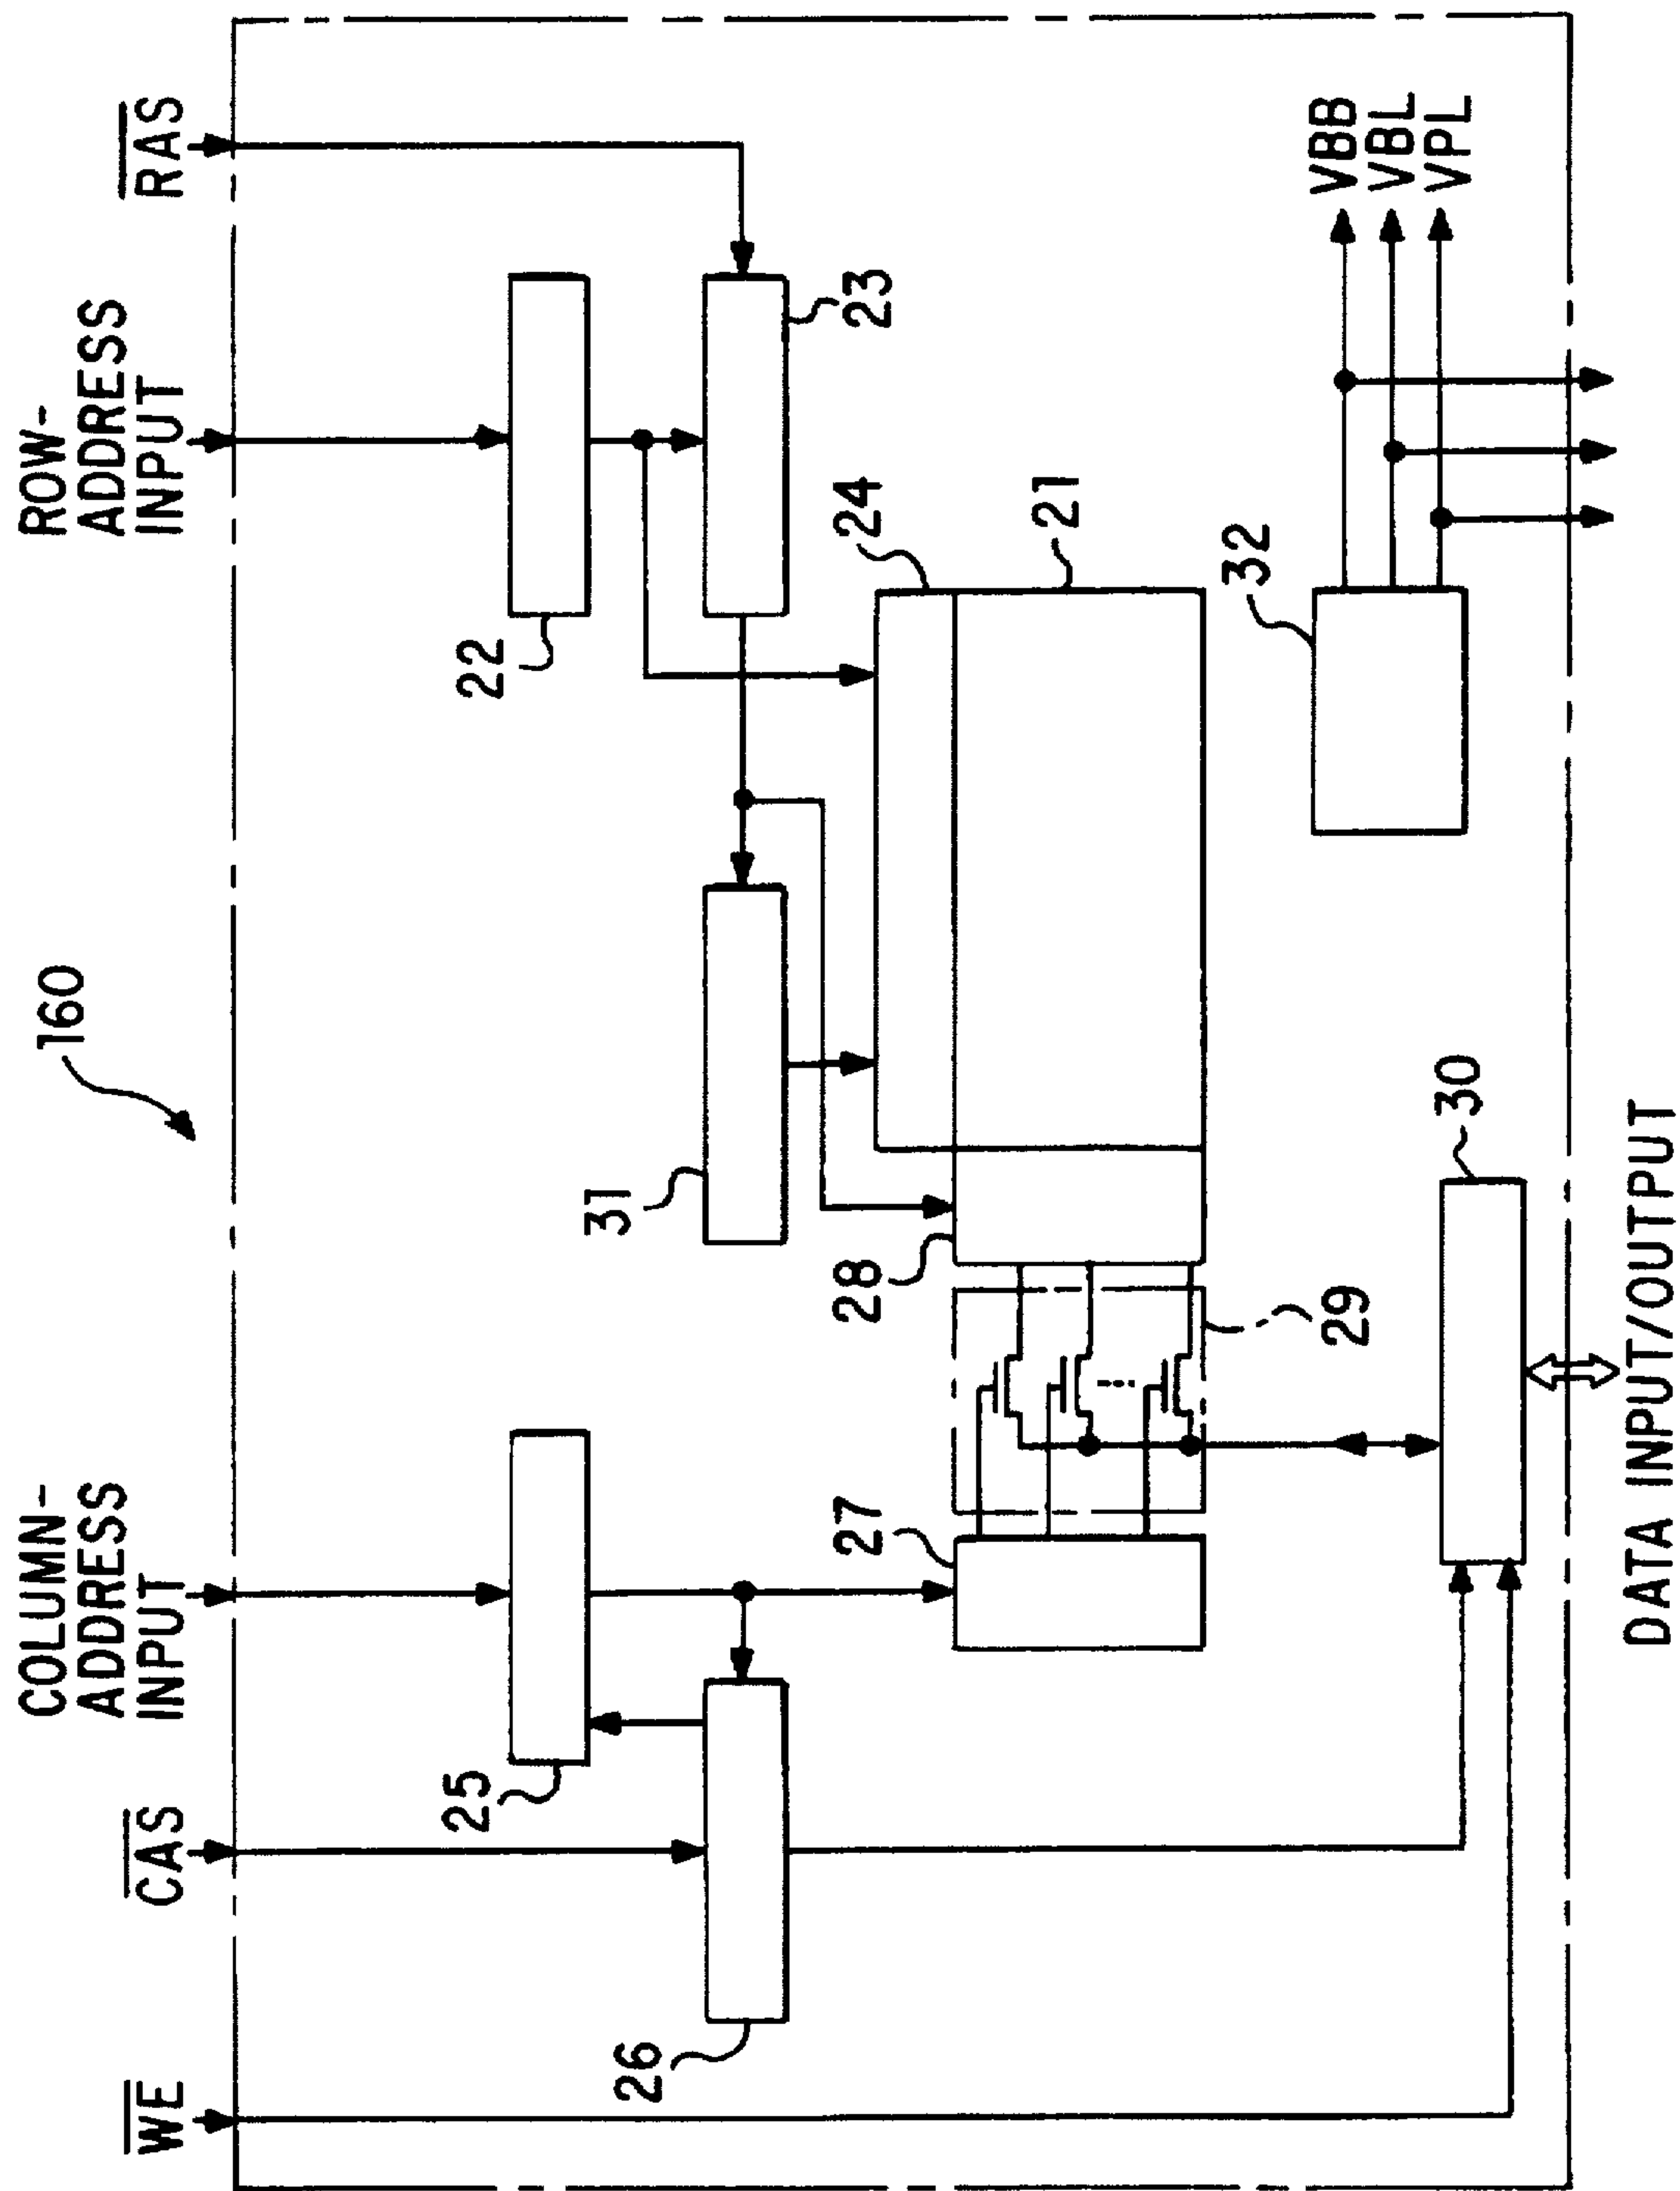 160
WE
CAS
COLUMN-
ADDRESS
INPUT
ROW-
ADDRESS
INPUT
RAS
25
22
26
31
23
27
28
24
21
29
30
32
VBB
VBL
VPL
DATA INPUT/OUTPUT